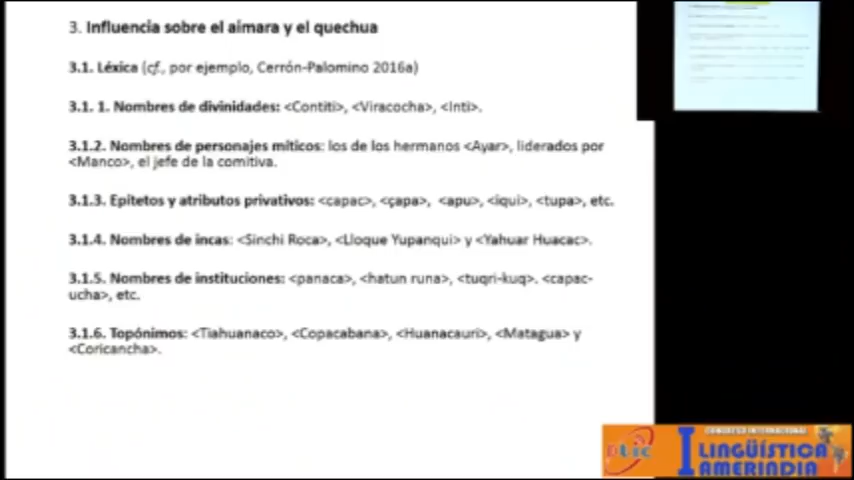 3. Influencia sobre el aimara y el quechua
3.1. Léxica (cf., por ejemplo, Cerrón-Palomino 2016a)
3.1. 1. Nombres de divinidades: <Contiti>, <Viracocha>, <Inti>.
3.1.2. Nombres de personajes míticos: los de los hermanos <Ayar>, liderados por
<Manco>, el jefe de la comitiva.
3.1.3. Epítetos y atributos privativos: <capac>, <çapa>, <apu>, <iqui>, <tupa>, etc.
3.1.4. Nombres de incas: <Sinchi Roca>, <Lloque Yupanqui> y <Yahuar Huacac>.
3.1.5. Nombres de instituciones: <panaca>, <hatun runa>, <tuqri-kuq>. <capac-
ucha>, etc.
3.1.6. Topónimos: <Tiahuanaco>, <Copacabana>, <Huanacauri>, <Matagua> y
<Coricancha>.
CONGRESO INTERNACIONAL
I LINGÜÍSTICA
AMERINDIA